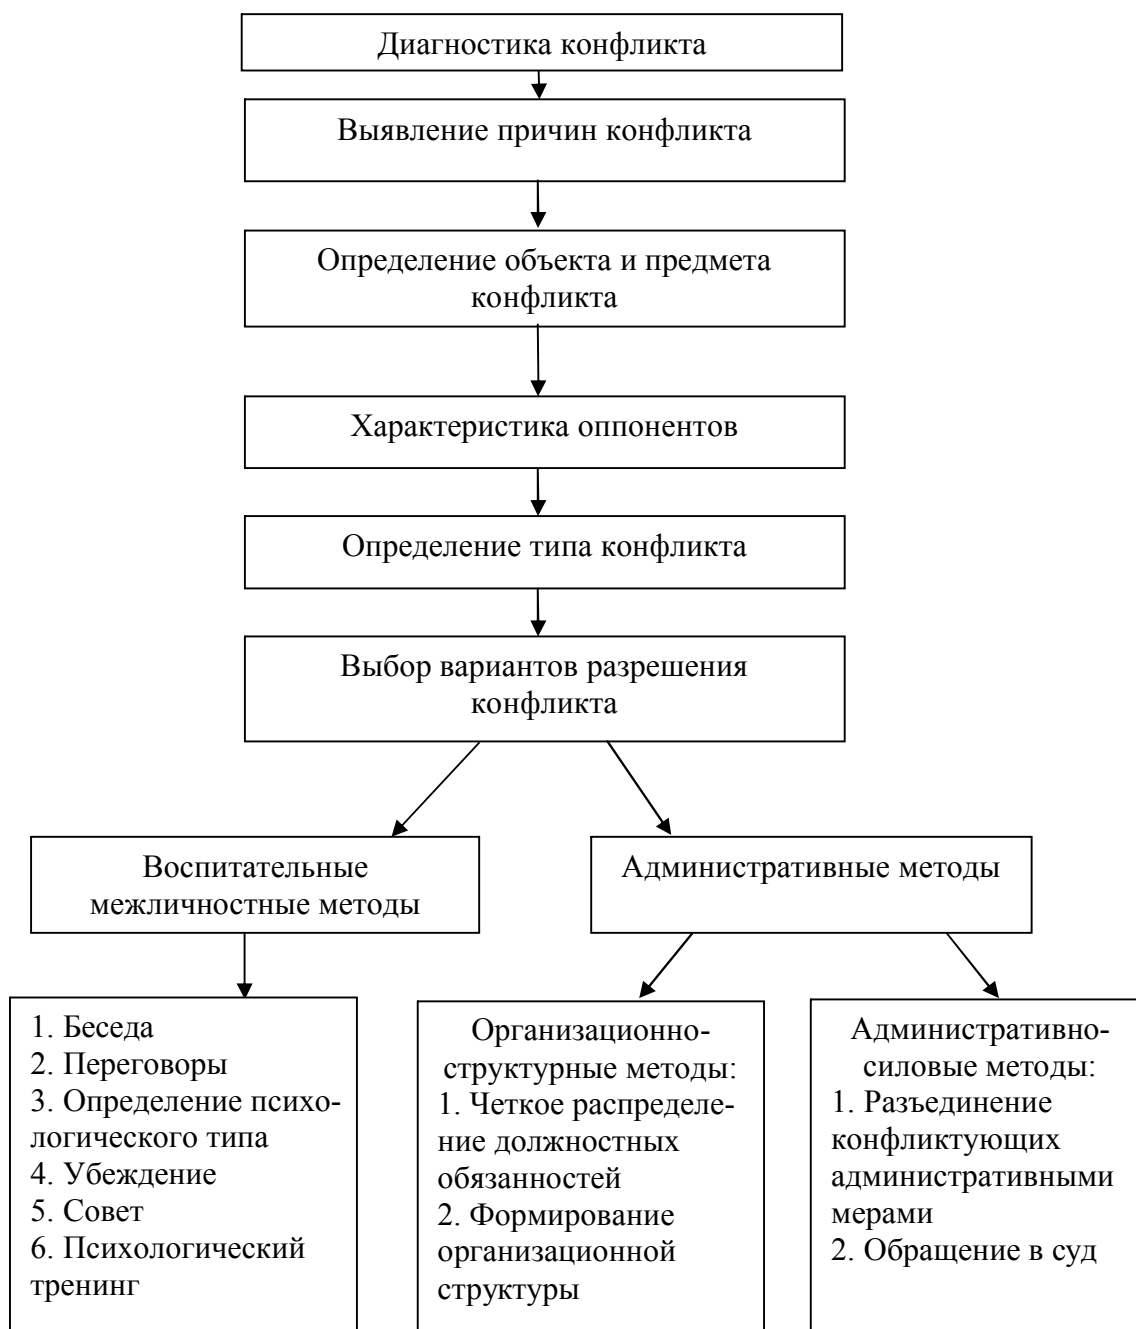 Диагностика конфликта
Выявление причин конфликта
Определение объекта и предмета
конфликта
Характеристика оппонентов
Определение типа конфликта
Выбор вариантов разрешения
конфликта
Воспитательные
межличностные методы
Административные методы
1. Беседа
2. Переговоры
3. Определение психо-
логического типа
4. Убеждение
5. Совет
6. Психологический
тренинг
Организационно-
структурные методы:
1. Четкое распределе-
ние должностных
обязанностей
2. Формирование
организационной
структуры
Административно-
силовые методы:
1. Разъединение
конфликтующих
административными
мерами
2. Обращение в суд